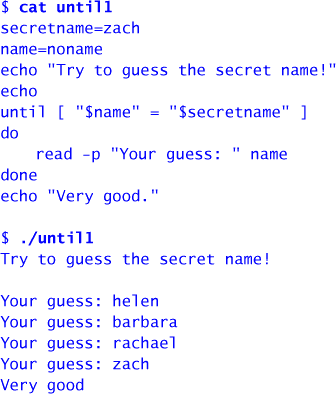 $ cat until1
secretname=zach
name=noname
echo "Try to guess the secret name!"
echo
until [ "$name" = "$secretname" ]
do
    read -p "Your guess: " name
done
echo "Very good."

$ ./until1
Try to guess the secret name!

Your guess: helen
Your guess: barbara
Your guess: rachael
Your guess: zach
Very good